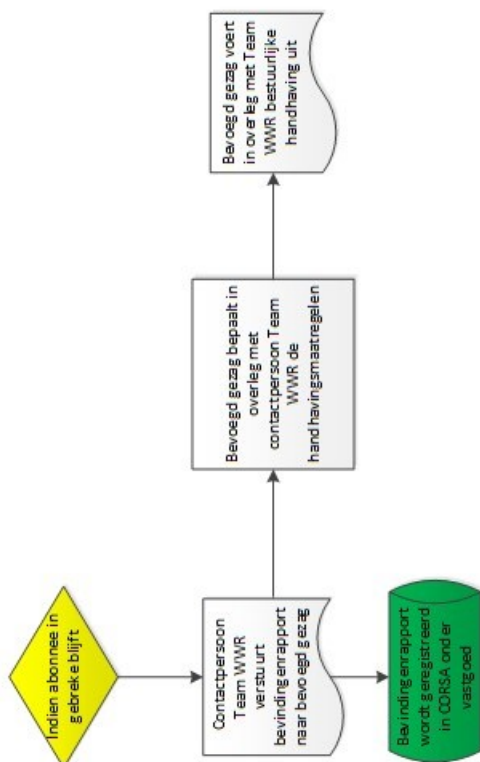 Indien abonnee in
gebreke blijft
Contactpersoon
Team WWR
verstuurt
bevindingenrapport
naar bevoegd gezag
Bevindingenrapport
wordt geregistreerd
in CORSA onder
vastgoed
Bevoegd gezag bepaalt in
overleg met
contactpersoon Team
WWR de
handhavingsmaatregelen
Bevoegd gezag voert
in overleg met Team
WWR bestuurlijke
handhaving uit